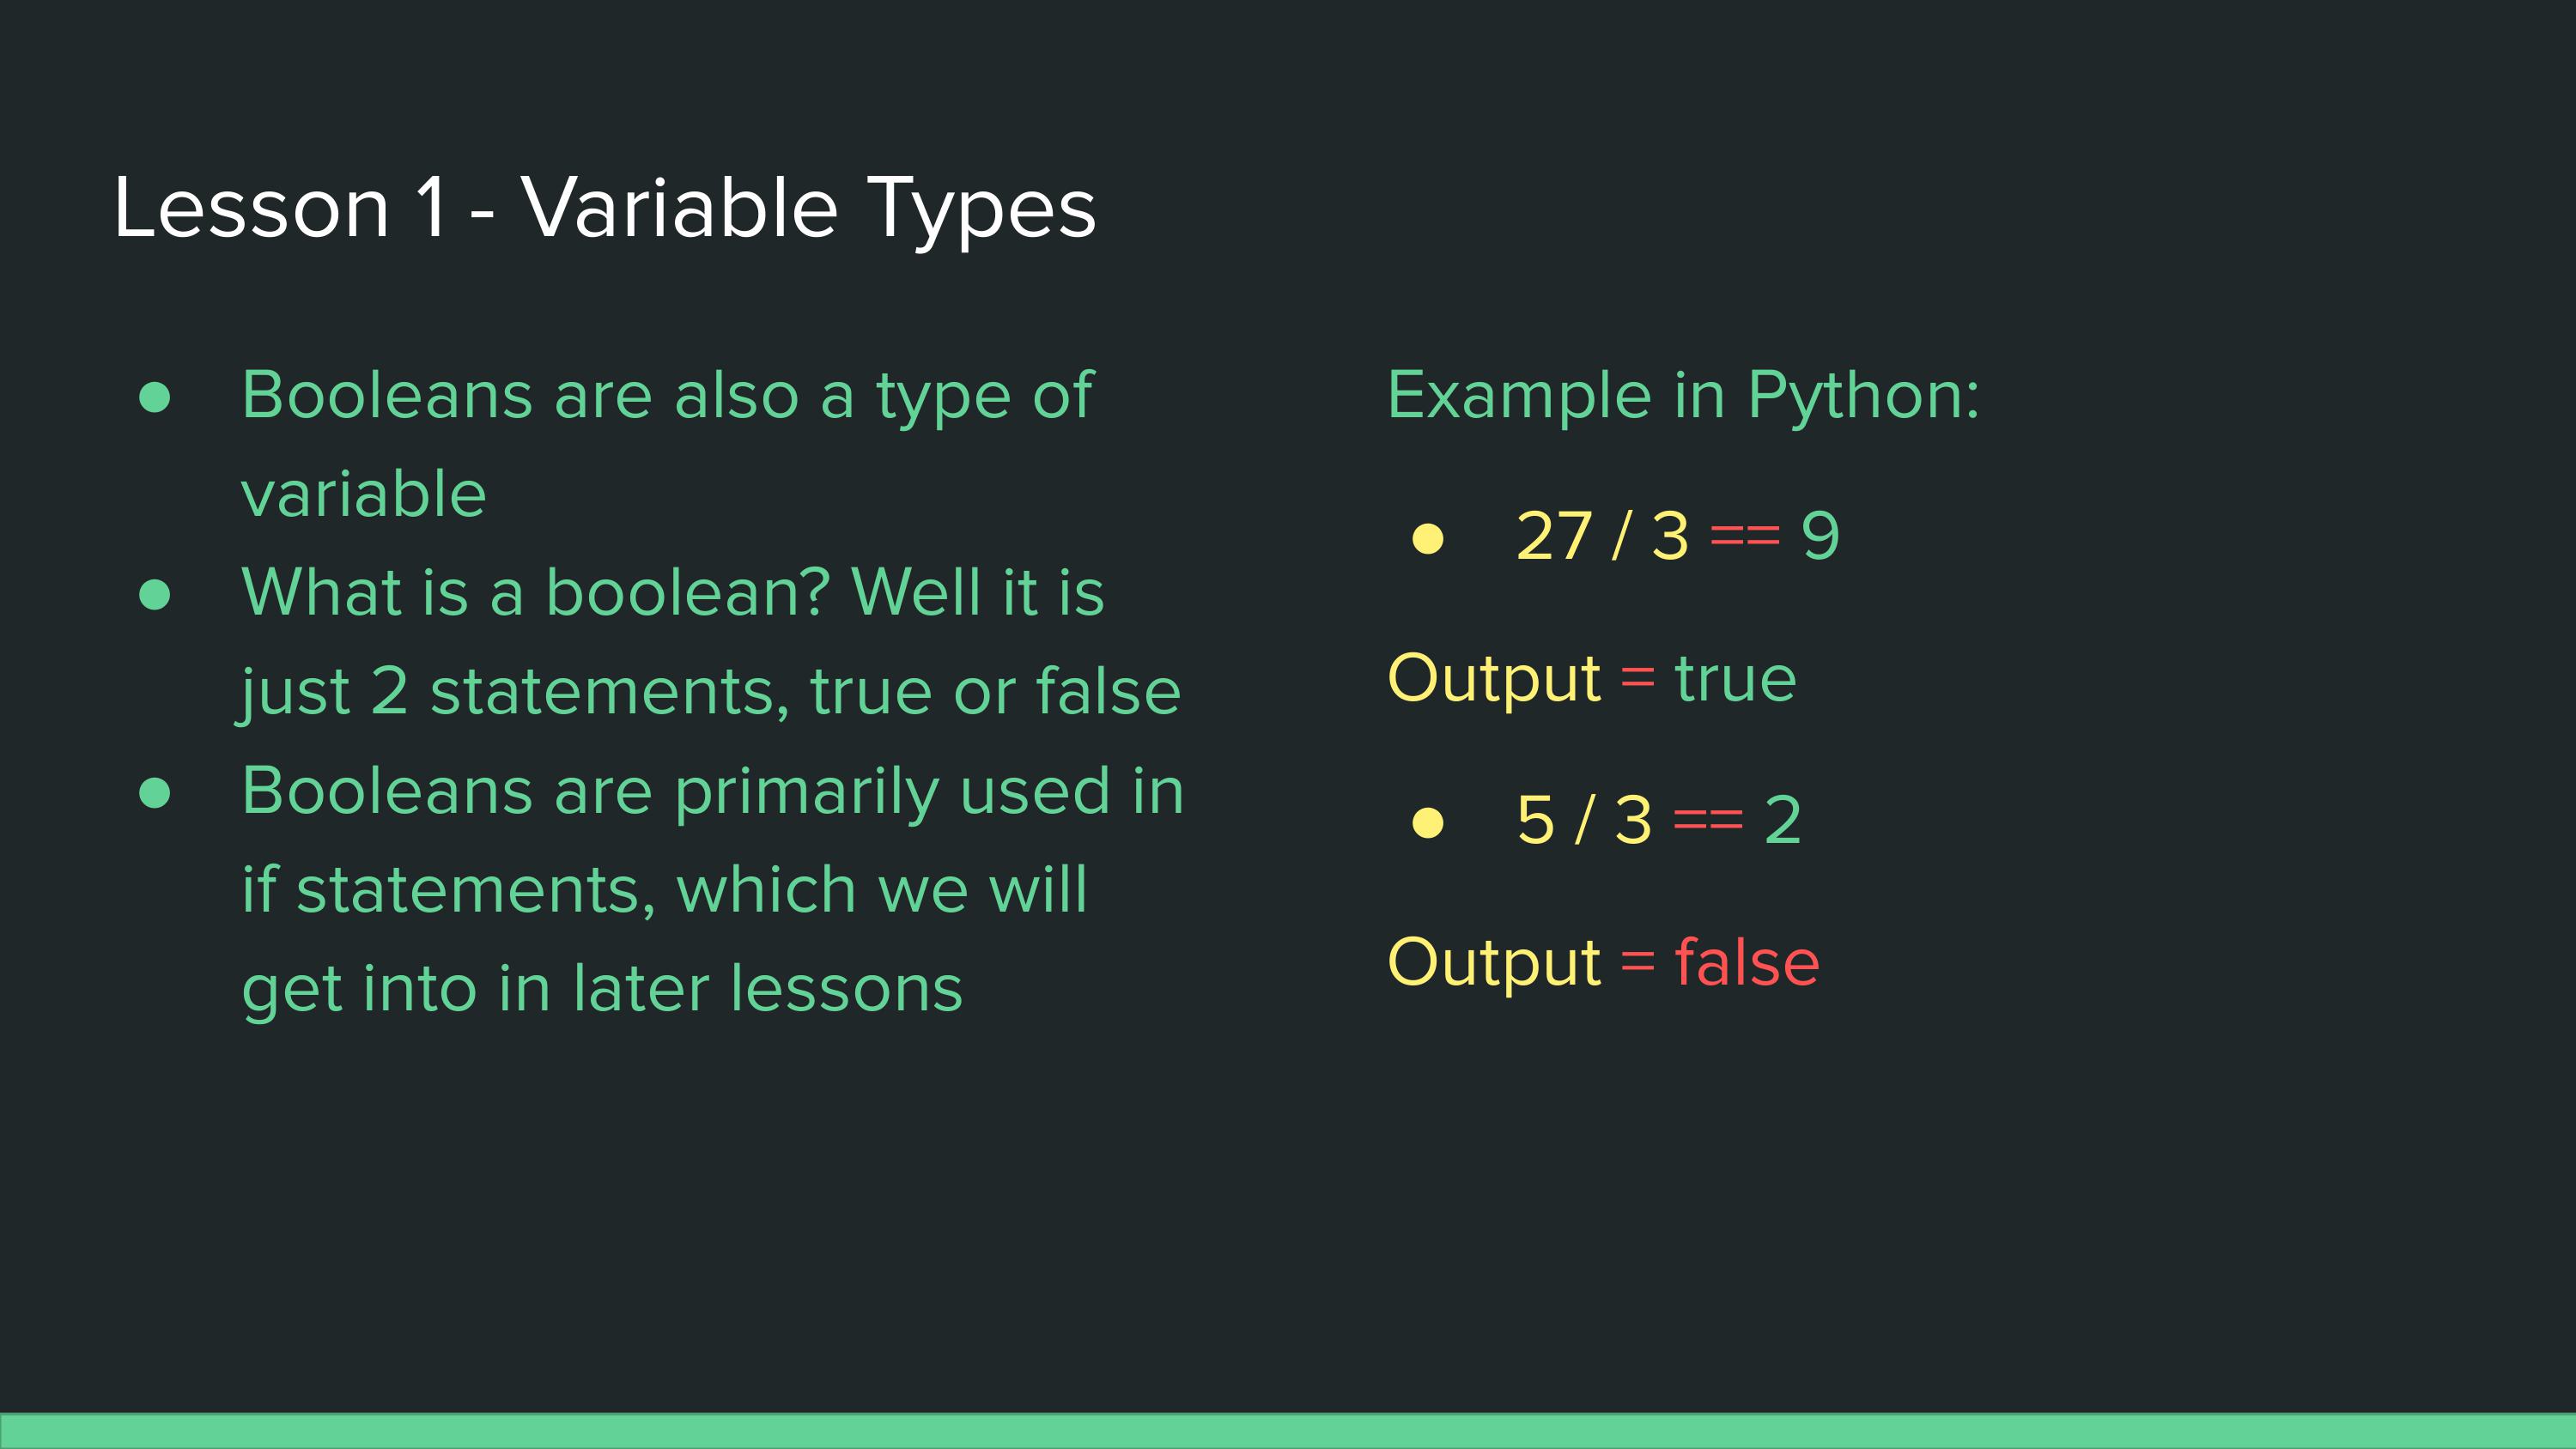 Lesson 1 - Variable Types
● Booleans are also a type of
variable
● What is a boolean? Well it is
just 2 statements, true or false
● Booleans are primarily used in
if statements, which we will
get into in later lessons
Example in Python:
● 27 / 3 == 9
Output = true
● 5 / 3 == 2
Output = false